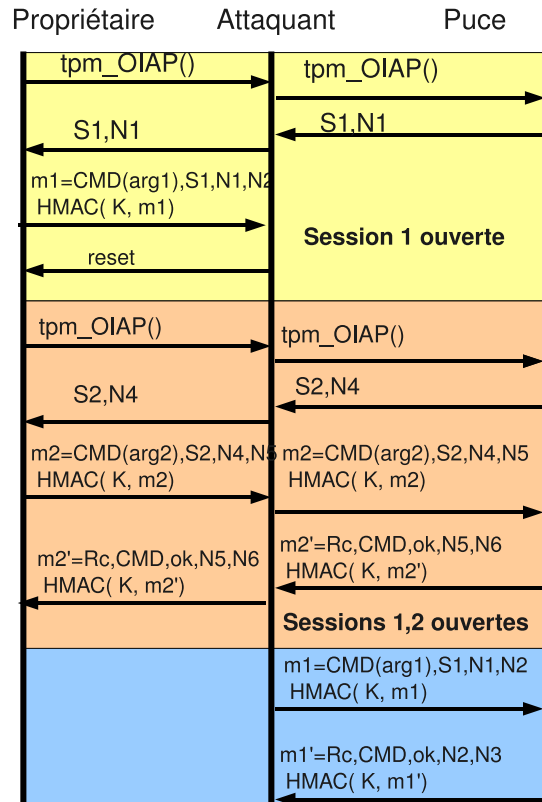 Propriétaire Attaquant Puce
tpm_OIAP()
tpm_OIAP()
S1,N1
S1,N1
m1=CMD(arg1),S1,N1,N2
HMAC( K, m1)
Session 1 ouverte
reset
tpm_OIAP()
tpm_OIAP()
S2,N4
S2,N4
m2=CMD(arg2),S2,N4,N5
HMAC( K, m2)
m2=CMD(arg2),S2,N4,N5
HMAC( K, m2)
m2'=Rc,CMD,ok,N5,N6
HMAC( K, m2')
m2'=Rc,CMD,ok,N5,N6
HMAC( K, m2')
Sessions 1,2 ouvertes
m1=CMD(arg1),S1,N1,N2
HMAC( K, m1)
m1'=Rc,CMD,ok,N2,N3
HMAC( K, m1')